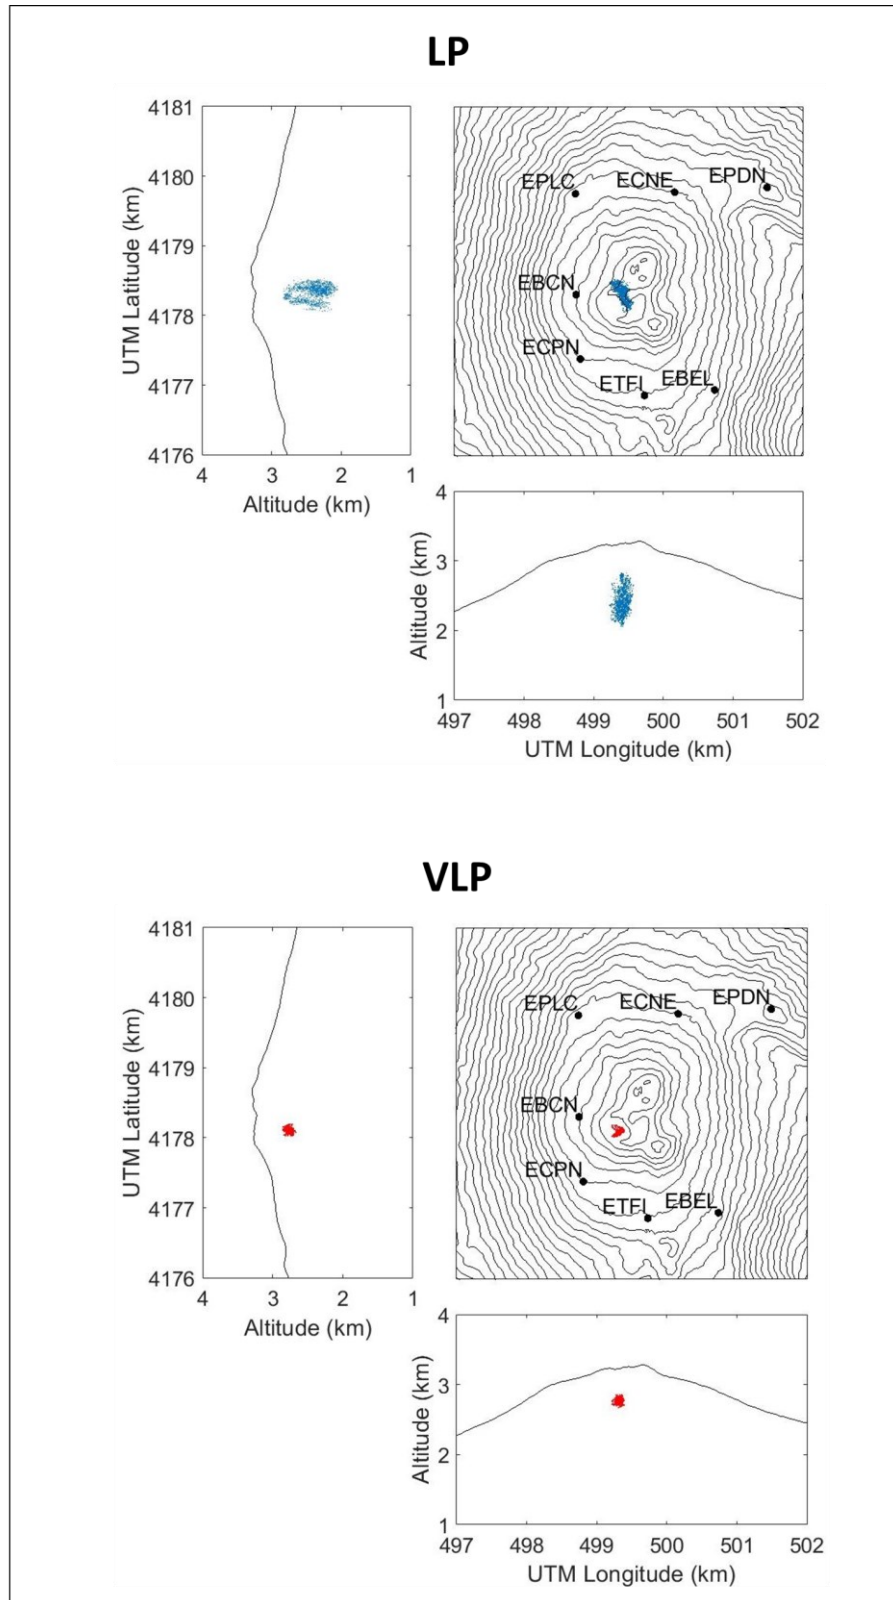 LP
4181
4180
4179
4178
4177
4176
UTM Latitude (km)
4 3 2 1
Altitude (km)
EPLC ECNE EPDN
EBCN
ECPN
ETFI EBEL
4
3
2
1
Altitude (km)
497 498 499 500 501 502
UTM Longitude (km)
VLP
4181
4180
4179
4178
4177
4176
UTM Latitude (km)
4 3 2 1
Altitude (km)
EPLC ECNE EPDN
EBCN
ECPN
ETFI EBEL
4
3
2
1
Altitude (km)
497 498 499 500 501 502
UTM Longitude (km)